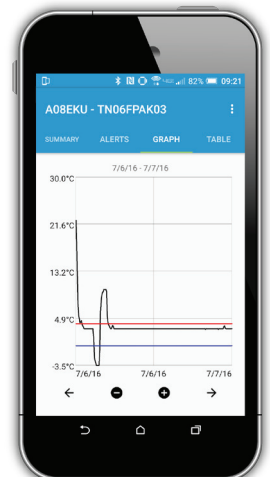 82% 09:21
A08EKU - TN06FPAK03
SUMMARY ALERTS GRAPH TABLE
7/6/16 - 7/7/16
30.0°C
21.6°C
13.2°C
4.9°C
-3.5°C
7/6/16 7/6/16 7/7/16